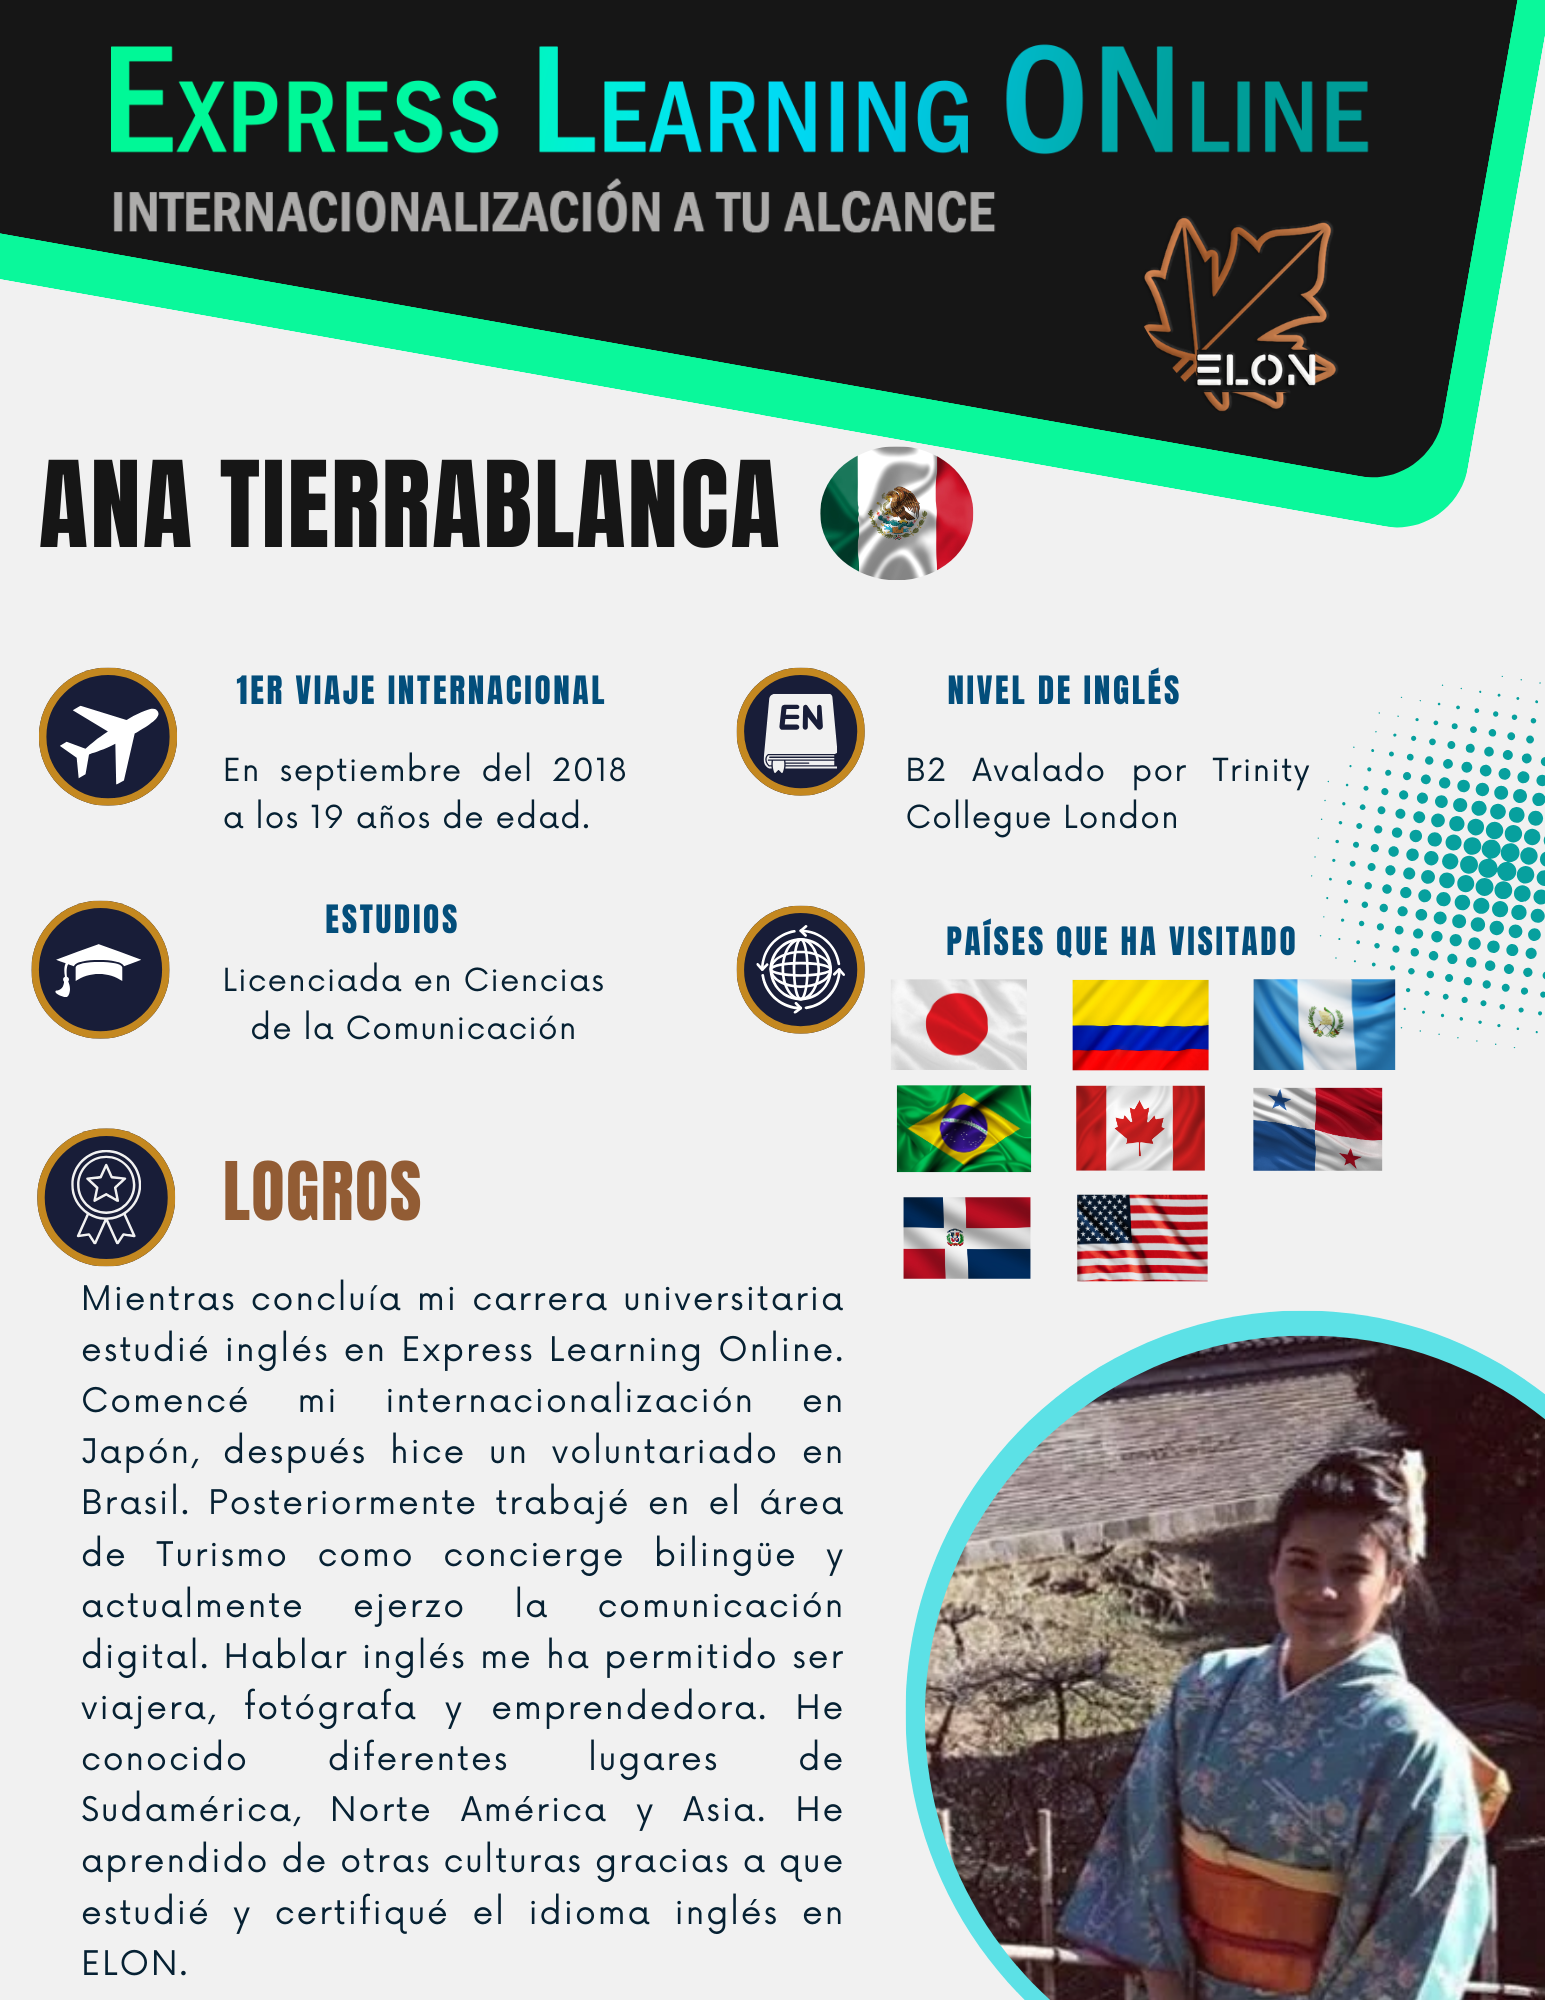 EXPRESS LEARNING ONLINE
INTERNACIONALIZACIÓN A TU ALCANCE
ELON
ANA TIERRABLANCA
1ER VIAJE INTERNACIONAL
En septiembre del 2018
a los 19 años de edad.
EN
NIVEL DE INGLÉS
B2 Avalado por Trinity
Collegue London
ESTUDIOS
Licenciada en Ciencias
de la Comunicación
PAÍSES QUE HA VISITADO
LOGROS
Mientras concluía mi carrera universitaria
estudié inglés en Express Learning Online.
Comencé mi internacionalización en
Japón, después hice un voluntariado en
Brasil. Posteriormente trabajé en el área
de Turismo como concierge bilingüe y
actualmente ejerzo la comunicación
digital. Hablar inglés me ha permitido ser
viajera, fotógrafa y emprendedora. He
conocido diferentes lugares de
Sudamérica, Norte América y Asia. He
aprendido de otras culturas gracias a que
estudié y certifiqué el idioma inglés en
ELON.